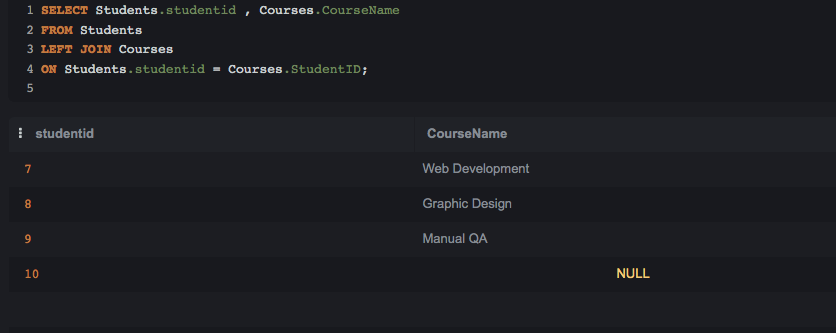 1 SELECT Students.studentid , Courses.CourseName
2 FROM Students
3 LEFT JOIN Courses
4 ON Students.studentid = Courses.StudentID;
5
studentid CourseName
7 Web Development
8 Graphic Design
9 Manual QA
10 NULL